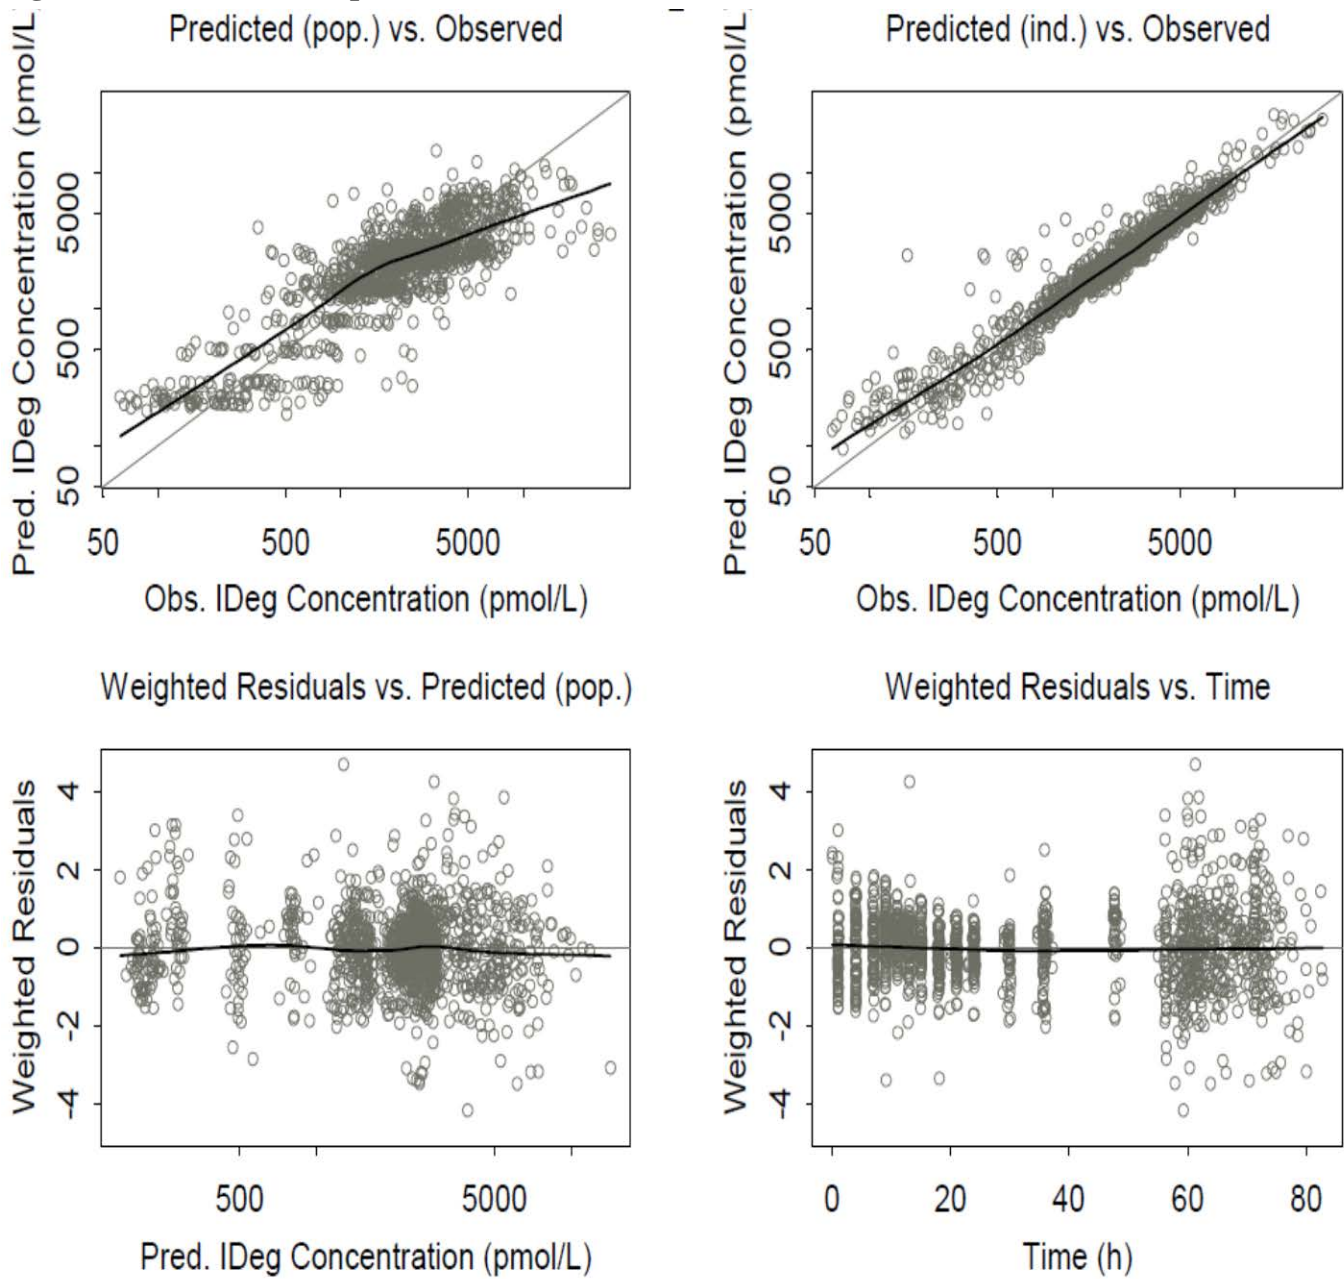 Predicted (pop.) vs. Observed
Pred. IDeg Concentration (pmol/L)
5000
500
50
50 500 5000
Obs. IDeg Concentration (pmol/L)
Predicted (ind.) vs. Observed
Pred. IDeg Concentration (pmol/L)
5000
500
50
50 500 5000
Obs. IDeg Concentration (pmol/L)
Weighted Residuals vs. Predicted (pop.)
Weighted Residuals
4
2
0
-2
-4
500 5000
Pred. IDeg Concentration (pmol/L)
Weighted Residuals vs. Time
Weighted Residuals
4
2
0
-2
-4
0 20 40 60 80
Time (h)